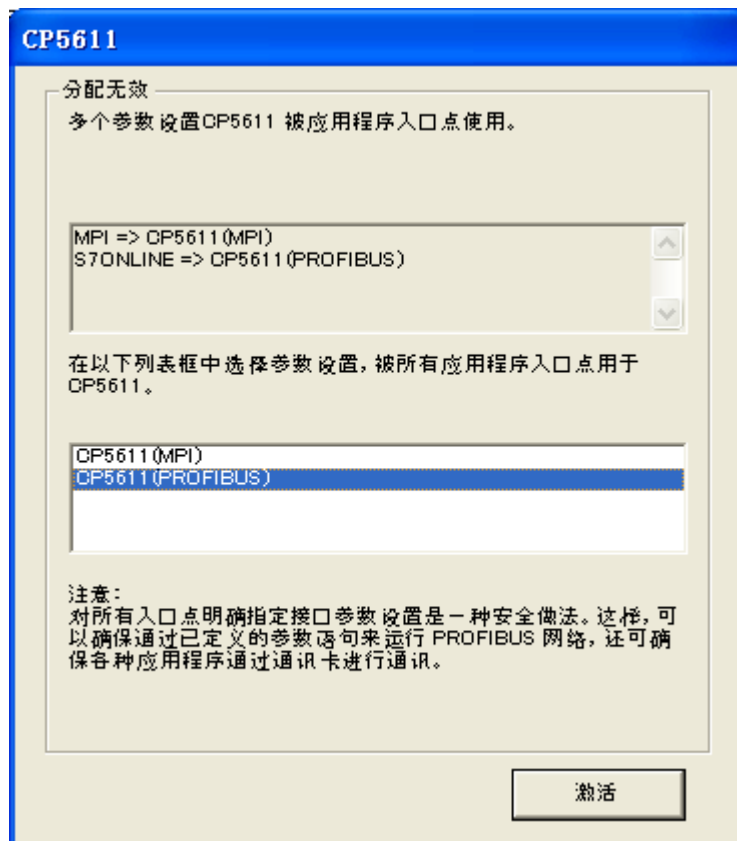 CP5611
分配无效
多个参数设置CP5611 被应用程序入口点使用。
MPI => CP5611(MPI)
S7ONLINE => CP5611(PROFIBUS)
在以下列表框中选择参数设置,被所有应用程序入口点用于
CP5611。
CP5611(MPI)
CP5611(PROFIBUS)
注意:
对所有入口点明确指定接口参数设置是一种安全做法。这样,可
以确保通过已定义的参数语句来运行 PROFIBUS 网络,还可确
保各种应用程序通过通讯卡进行通讯。
激活